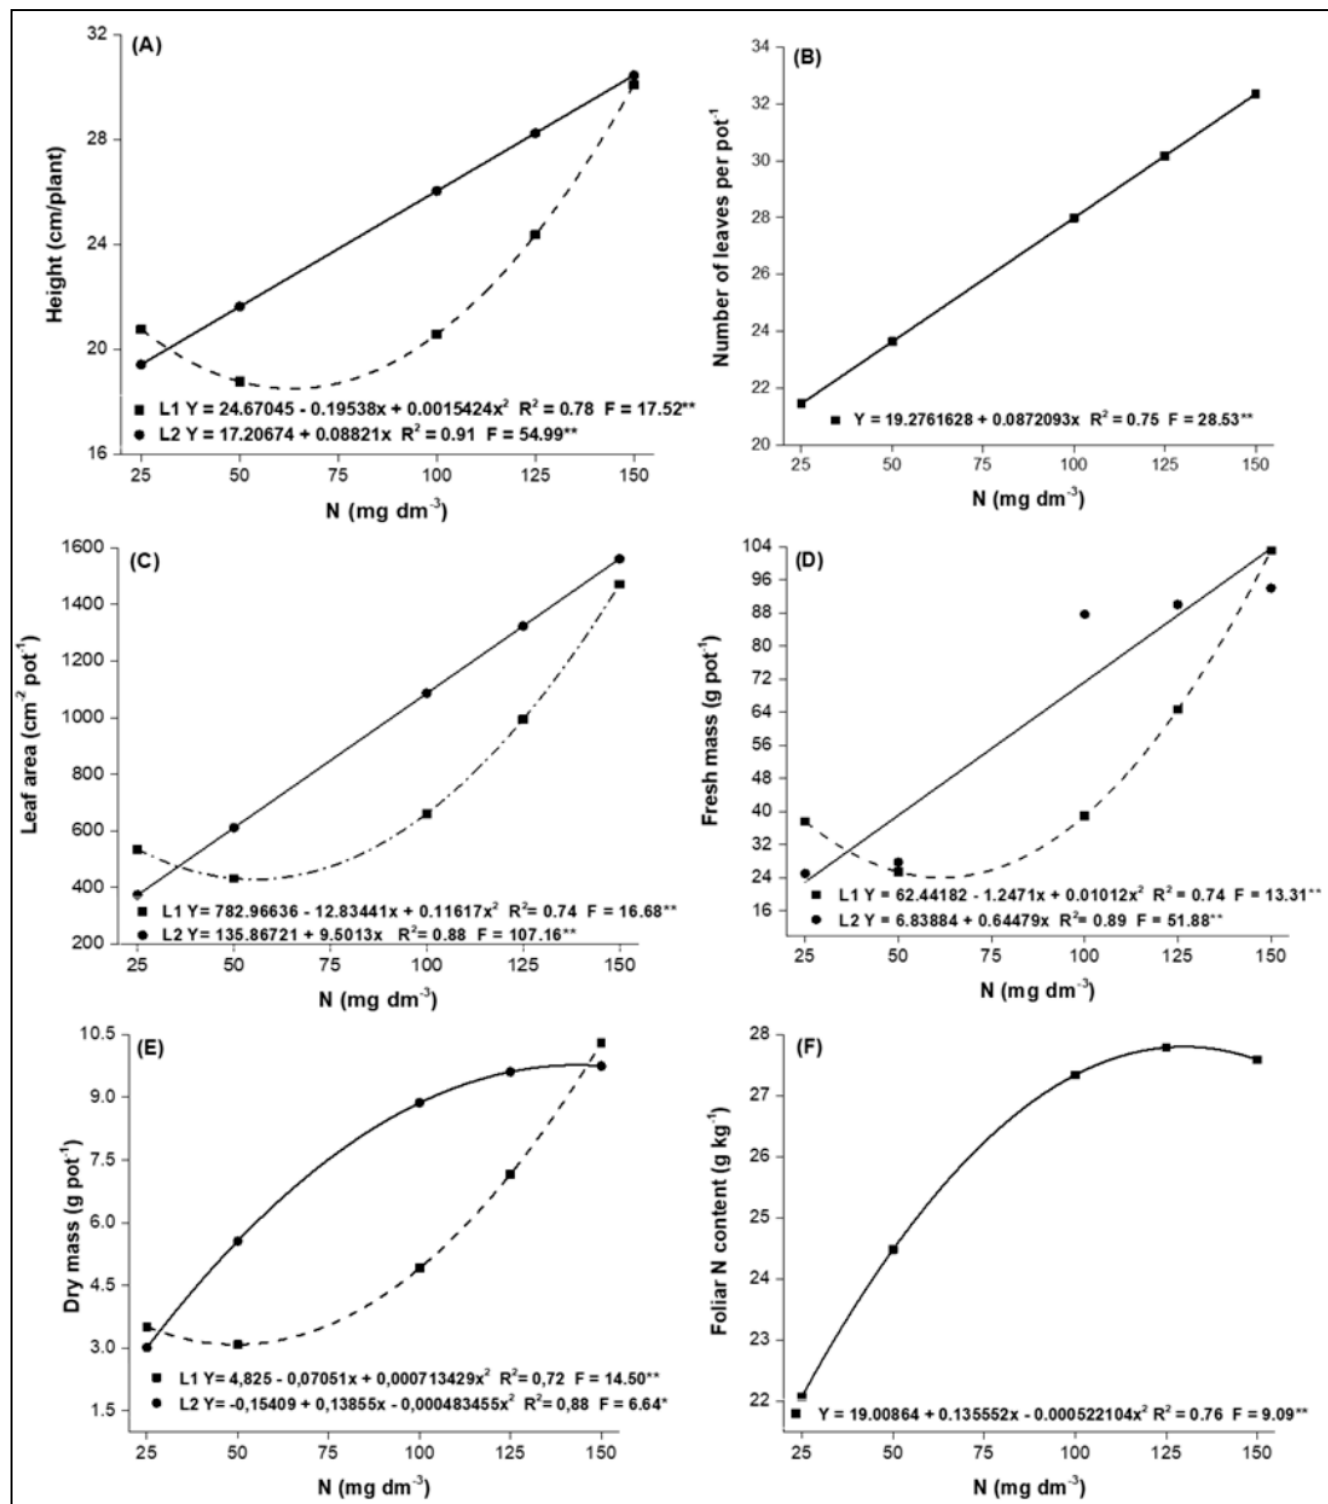 (A)
32
28
24
20
16
Height (cm/plant)
L1 Y = 24.67045 - 0.19538x + 0.0015424x² R² = 0.78 F = 17.52**
L2 Y = 17.20674 + 0.08821x R² = 0.91 F = 54.99**
25 50 75 100 125 150
N (mg dm⁻³)
(B)
34
32
30
28
26
24
22
20
Number of leaves per pot⁻¹
Y = 19.2761628 + 0.0872093x R² = 0.75 F = 28.53**
25 50 75 100 125 150
N (mg dm⁻³)
(C)
1600
1400
1200
1000
800
600
400
200
Leaf area (cm⁻² pot⁻¹)
L1 Y = 782.96636 - 12.83441x + 0.11617x² R²= 0.74 F = 16.68**
L2 Y = 135.86721 + 9.5013x R²= 0.88 F = 107.16**
25 50 75 100 125 150
N (mg dm⁻³)
(D)
104
96
88
80
72
64
56
48
40
32
24
16
Fresh mass (g pot⁻¹)
L1 Y = 62.44182 - 1.2471x + 0.01012x² R² = 0.74 F = 13.31**
L2 Y = 6.83884 + 0.64479x R² = 0.89 F = 51.88**
25 50 75 100 125 150
N (mg dm⁻³)
(E)
10.5
9.0
7.5
6.0
4.5
3.0
1.5
Dry mass (g pot⁻¹)
L1 Y= 4,825 - 0,07051x + 0,000713429x² R²= 0,72 F = 14.50**
L2 Y= -0,15409 + 0,13855x - 0,000483455x² R²= 0,88 F = 6.64*
25 50 75 100 125 150
N (mg dm⁻³)
(F)
28
27
26
25
24
23
22
Foliar N content (g kg⁻¹)
Y = 19.00864 + 0.135552x - 0.000522104x² R² = 0.76 F = 9.09**
25 50 75 100 125 150
N (mg dm⁻³)